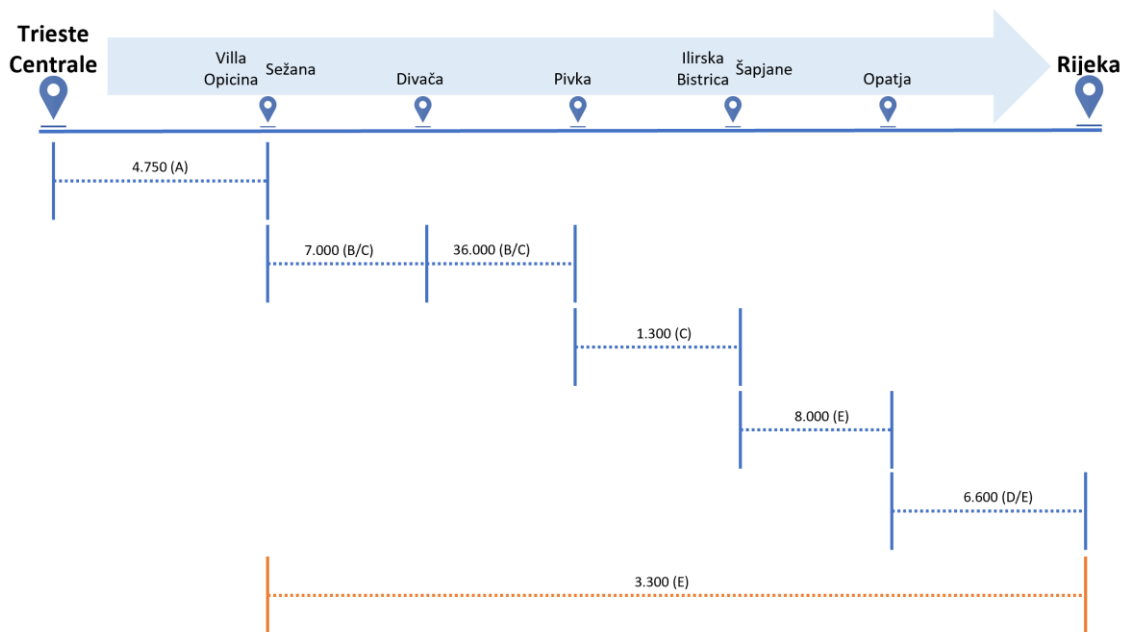 Trieste
Centrale
Villa
Opicina
Sežana
Divača
Pivka
Ilirska
Bistrica
Šapjane
Opatja
Rijeka
4.750 (A)
7.000 (B/C)
36.000 (B/C)
1.300 (C)
8.000 (E)
6.600 (D/E)
3.300 (E)